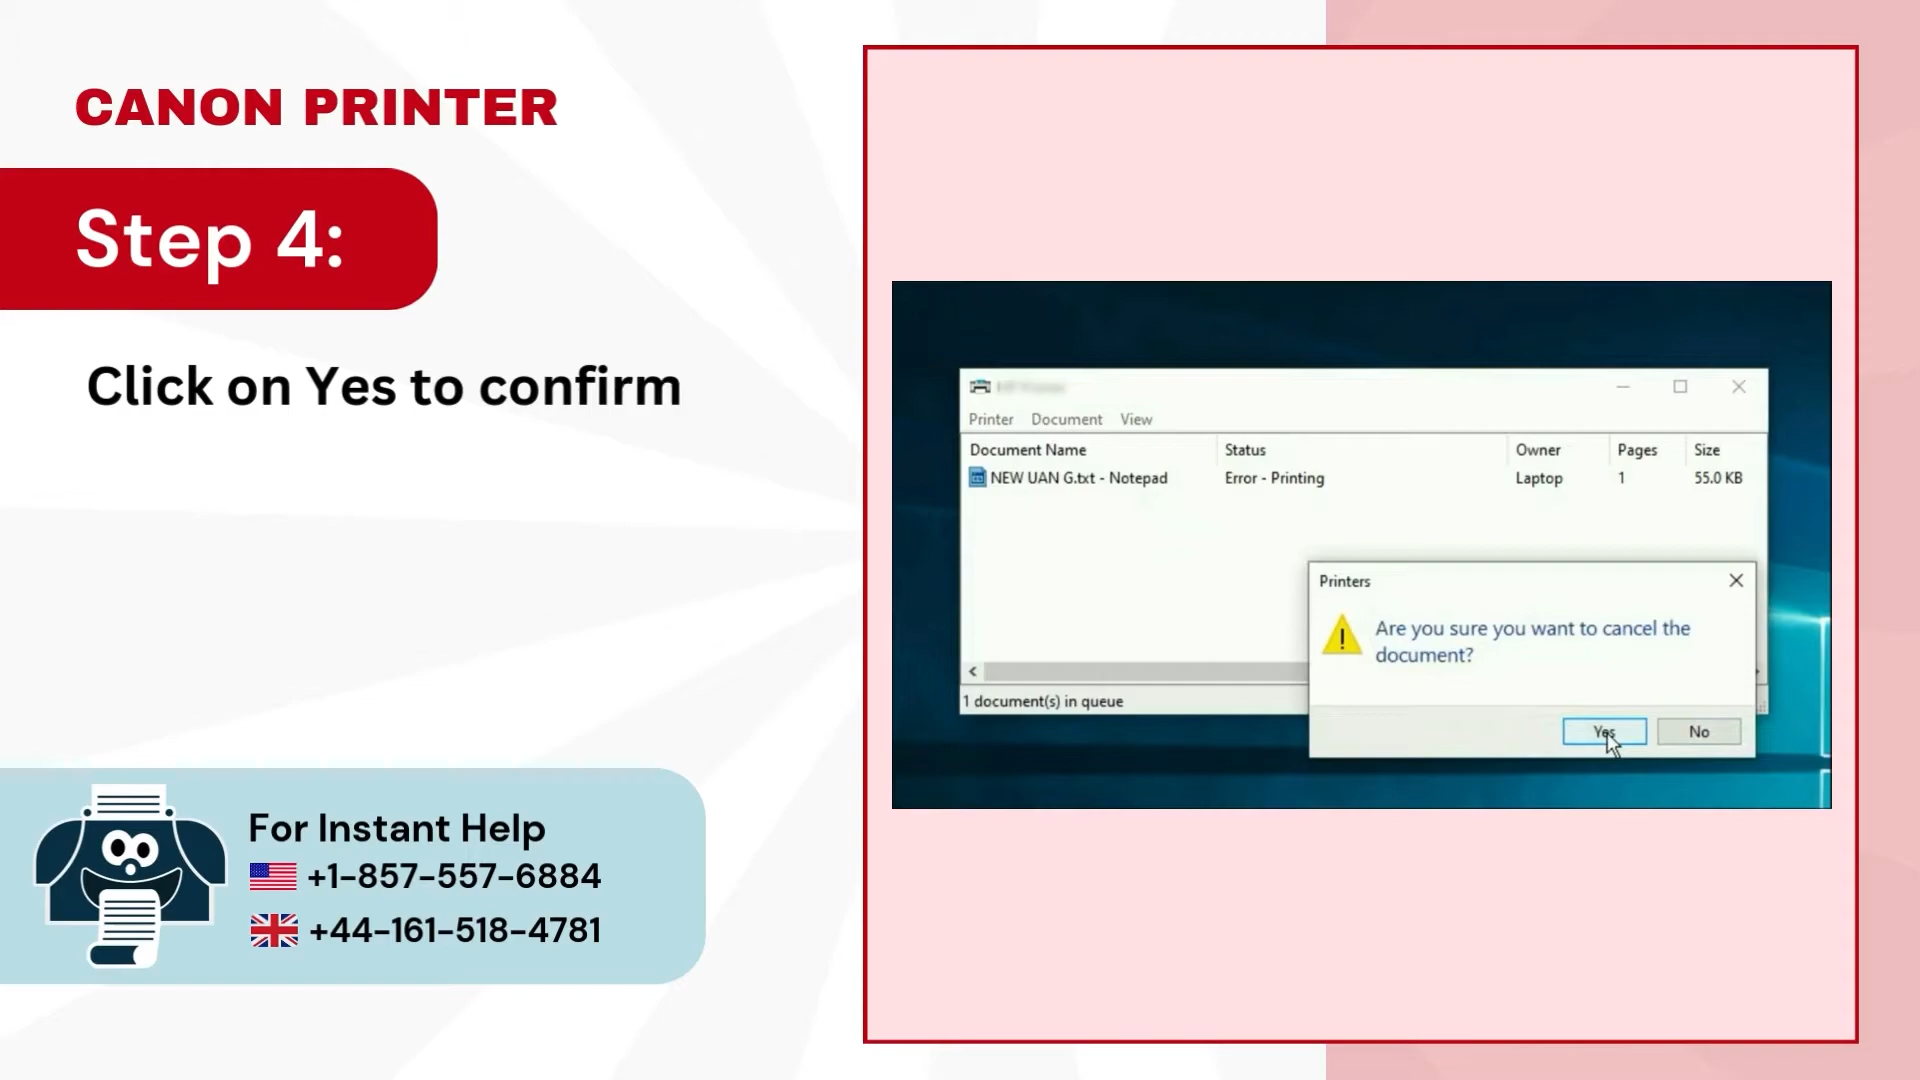 CANON PRINTER
Step 4:
Click on Yes to confirm
Printer Document View
Document Name Status Owner Pages Size
NEW UAN G.txt - Notepad Error - Printing Laptop 1 55.0 KB
1 document(s) in queue
Printers
Are you sure you want to cancel the
document?
Yes No
For Instant Help
+1-857-557-6884
+44-161-518-4781